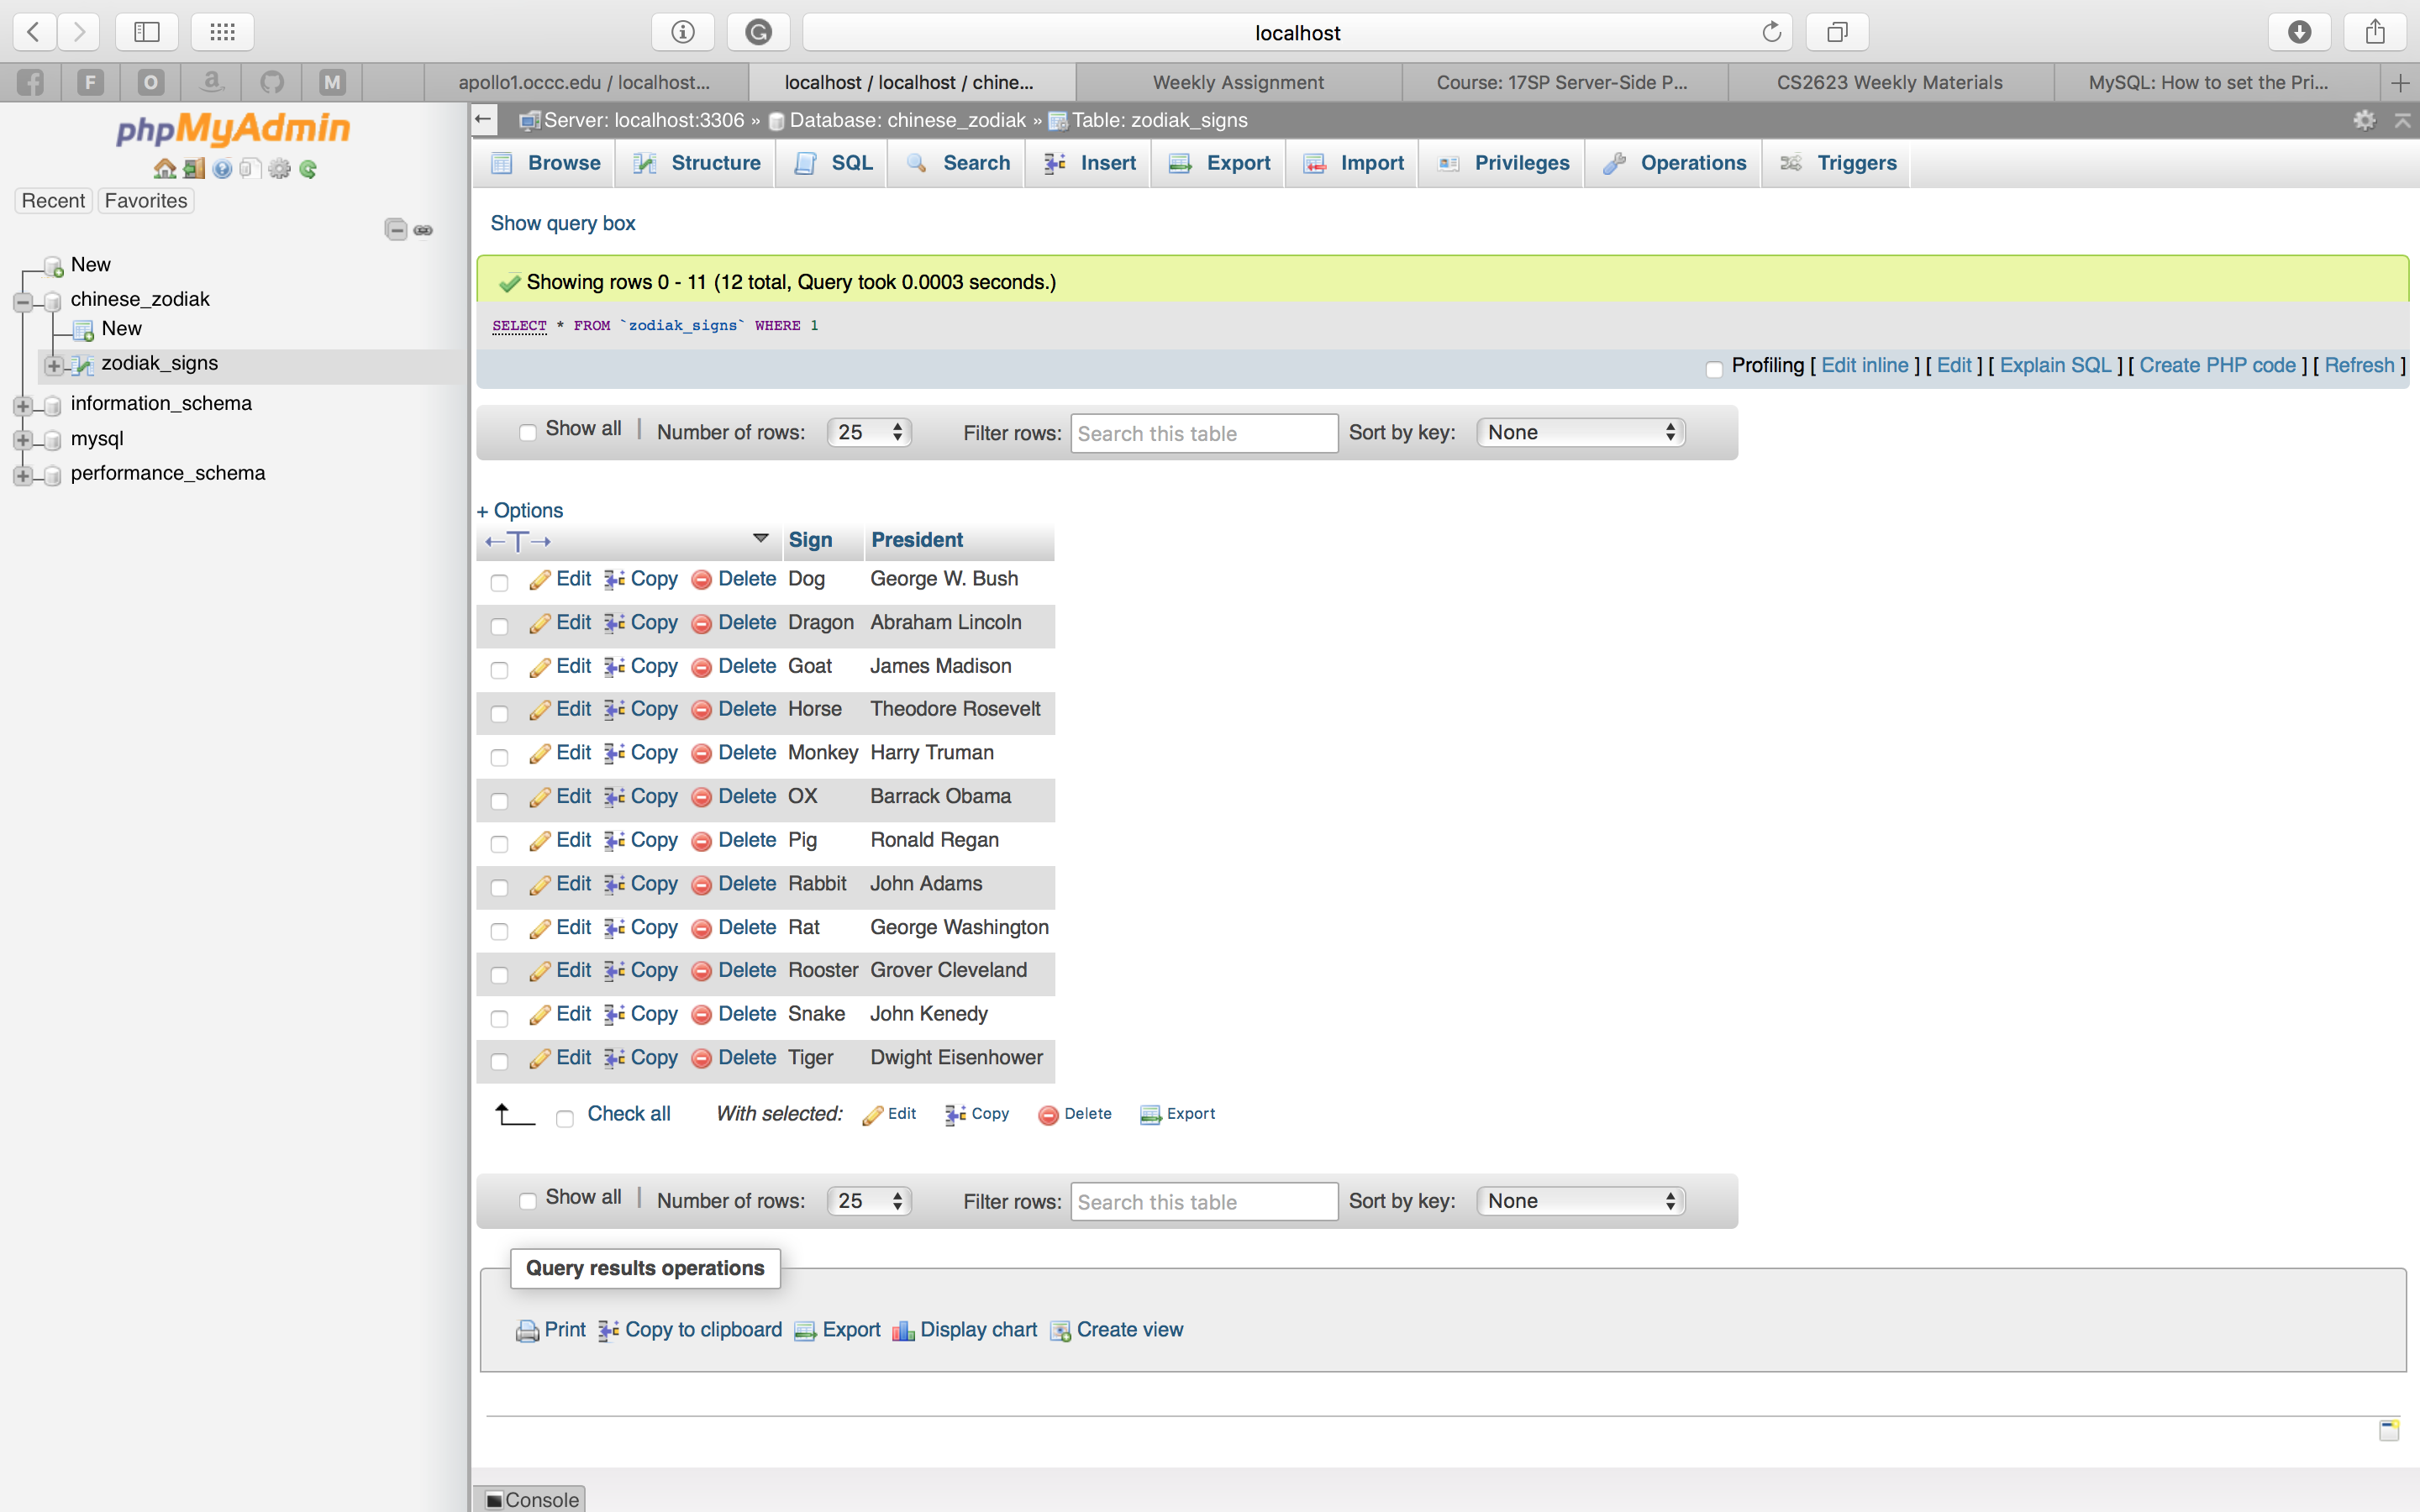 localhost
F O a M apollo1.occc.edu / localhost... localhost / localhost / chine... Weekly Assignment Course: 17SP Server-Side P... CS2623 Weekly Materials MySQL: How to set the Pri... +
phpMyAdmin
Recent Favorites
New
chinese_zodiak
New
zodiak_signs
information_schema
mysql
performance_schema
Server: localhost:3306 » Database: chinese_zodiak » Table: zodiak_signs
Browse Structure SQL Search Insert Export Import Privileges Operations Triggers
Show query box
Showing rows 0 - 11 (12 total, Query took 0.0003 seconds.)
SELECT * FROM `zodiak_signs` WHERE 1
Profiling [ Edit inline ] [ Edit ] [ Explain SQL ] [ Create PHP code ] [ Refresh ]
Show all | Number of rows: 25 Filter rows: Search this table Sort by key: None
+ Options
←T→ Sign President
Edit Copy Delete Dog George W. Bush
Edit Copy Delete Dragon Abraham Lincoln
Edit Copy Delete Goat James Madison
Edit Copy Delete Horse Theodore Rosevelt
Edit Copy Delete Monkey Harry Truman
Edit Copy Delete OX Barrack Obama
Edit Copy Delete Pig Ronald Regan
Edit Copy Delete Rabbit John Adams
Edit Copy Delete Rat George Washington
Edit Copy Delete Rooster Grover Cleveland
Edit Copy Delete Snake John Kenedy
Edit Copy Delete Tiger Dwight Eisenhower
Check all With selected: Edit Copy Delete Export
Show all | Number of rows: 25 Filter rows: Search this table Sort by key: None
Query results operations
Print Copy to clipboard Export Display chart Create view
Console